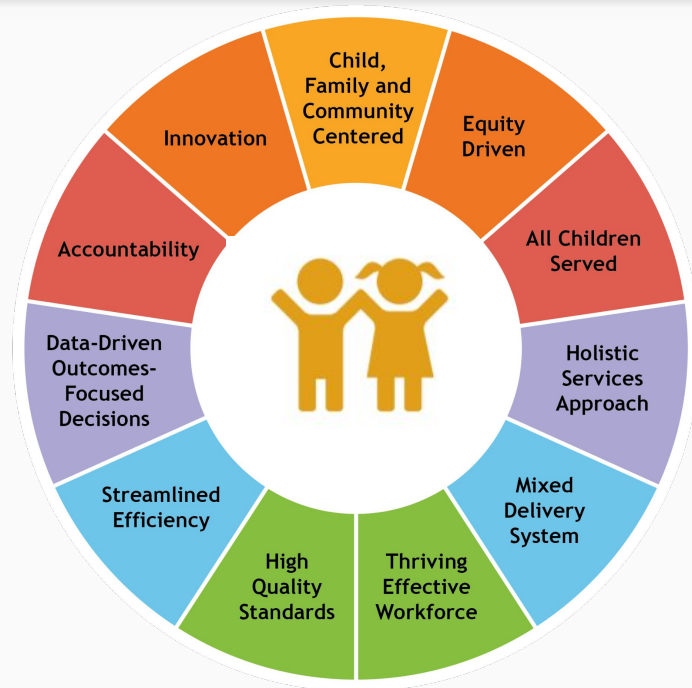 Child,
Family and
Community
Centered
Equity
Driven
All Children
Served
Holistic
Services
Approach
Mixed
Delivery
System
Thriving
Effective
Workforce
High
Quality
Standards
Streamlined
Efficiency
Data-Driven
Outcomes-
Focused
Decisions
Accountability
Innovation